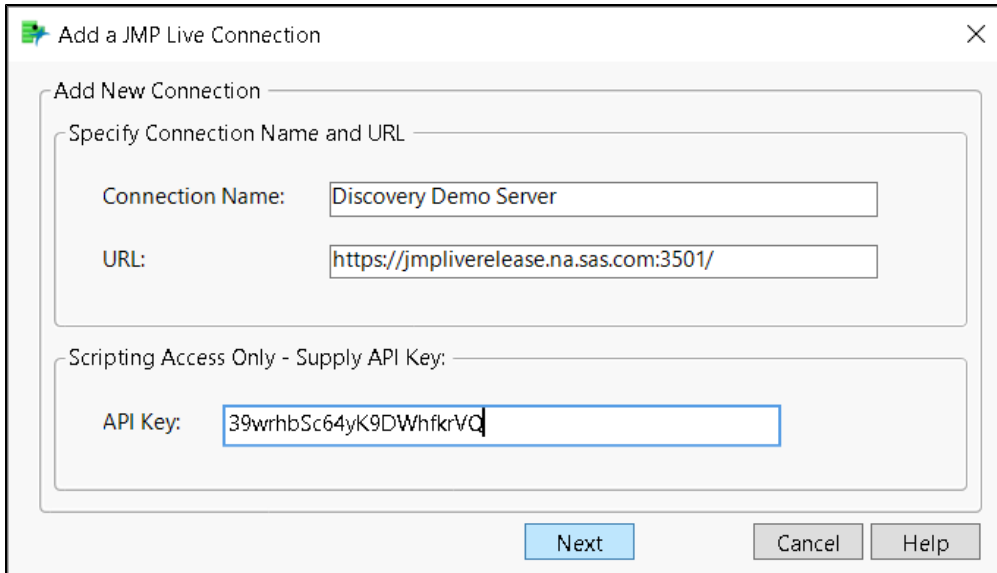 Add a JMP Live Connection
Add New Connection
Specify Connection Name and URL
Connection Name: Discovery Demo Server
URL: https://jmpliverelease.na.sas.com:3501/
Scripting Access Only - Supply API Key:
API Key: 39wrhbSc64yK9DWhfkrVQ
Next Cancel Help